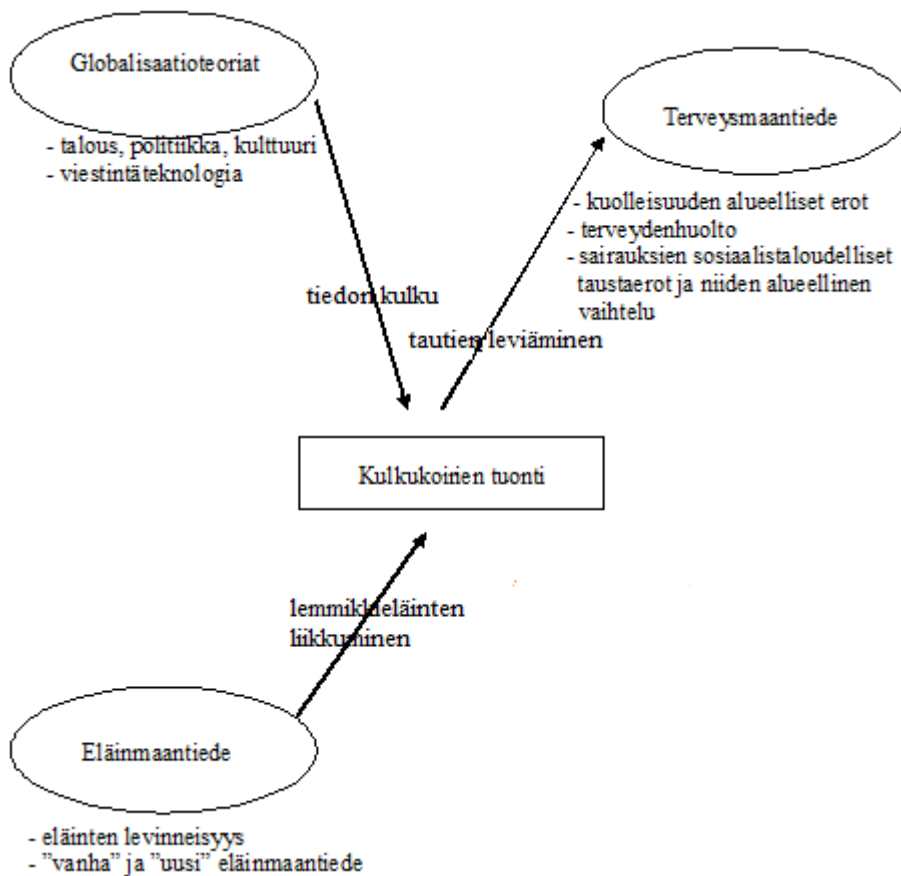 Globalisaatioteoriat
- talous, politiikka, kulttuuri
- viestintäteknologia
Terveysmaantiede
- kuolleisuuden alueelliset erot
- terveydenhuolto
- sairauksien sosiaalistaloudelliset
taustaerot ja niiden alueellinen
vaihtelu
tiedon kulku
tautien leviäminen
Kulkukoirien tuonti
lemmikkieläinten
liikkuminen
Eläinmaantiede
- eläinten levinneisyys
- ”vanha” ja ”uusi” eläinmaantiede